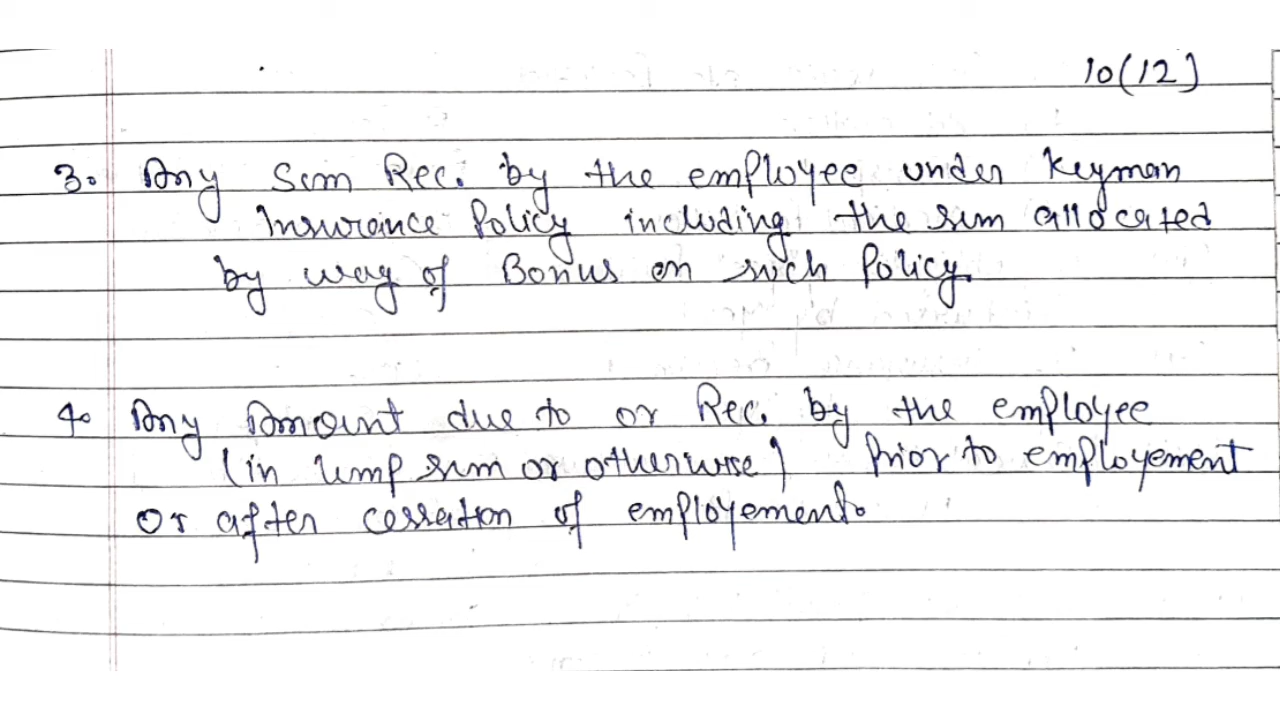 10(12)
3. Any Sum Rec. by the employee under Keyman
Insurance Policy including the sum allocated
by way of Bonus on such Policy.
4. Any Amount due to or Rec. by the employee
(in lump sum or otherwise) Prior to employement
or after cessation of employement.